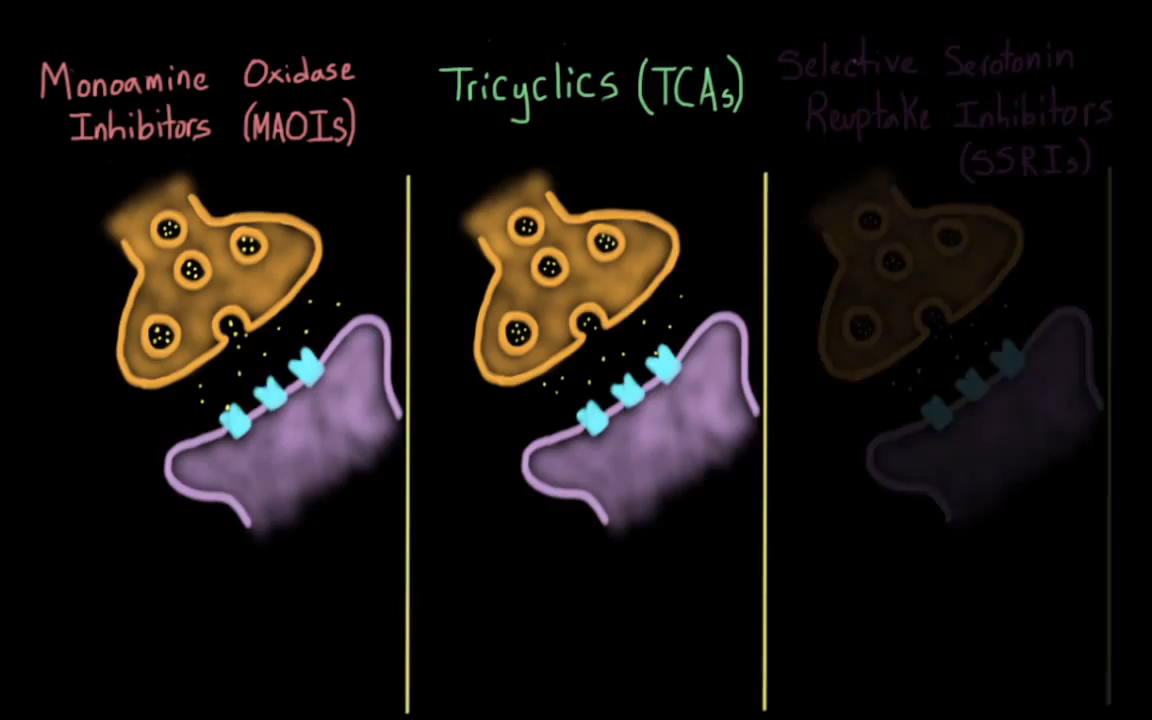 Monoamine Oxidase
Inhibitors (MAOIs)
Tricyclics (TCAs)
Selective Serotonin
Reuptake Inhibitors
(SSRIs)